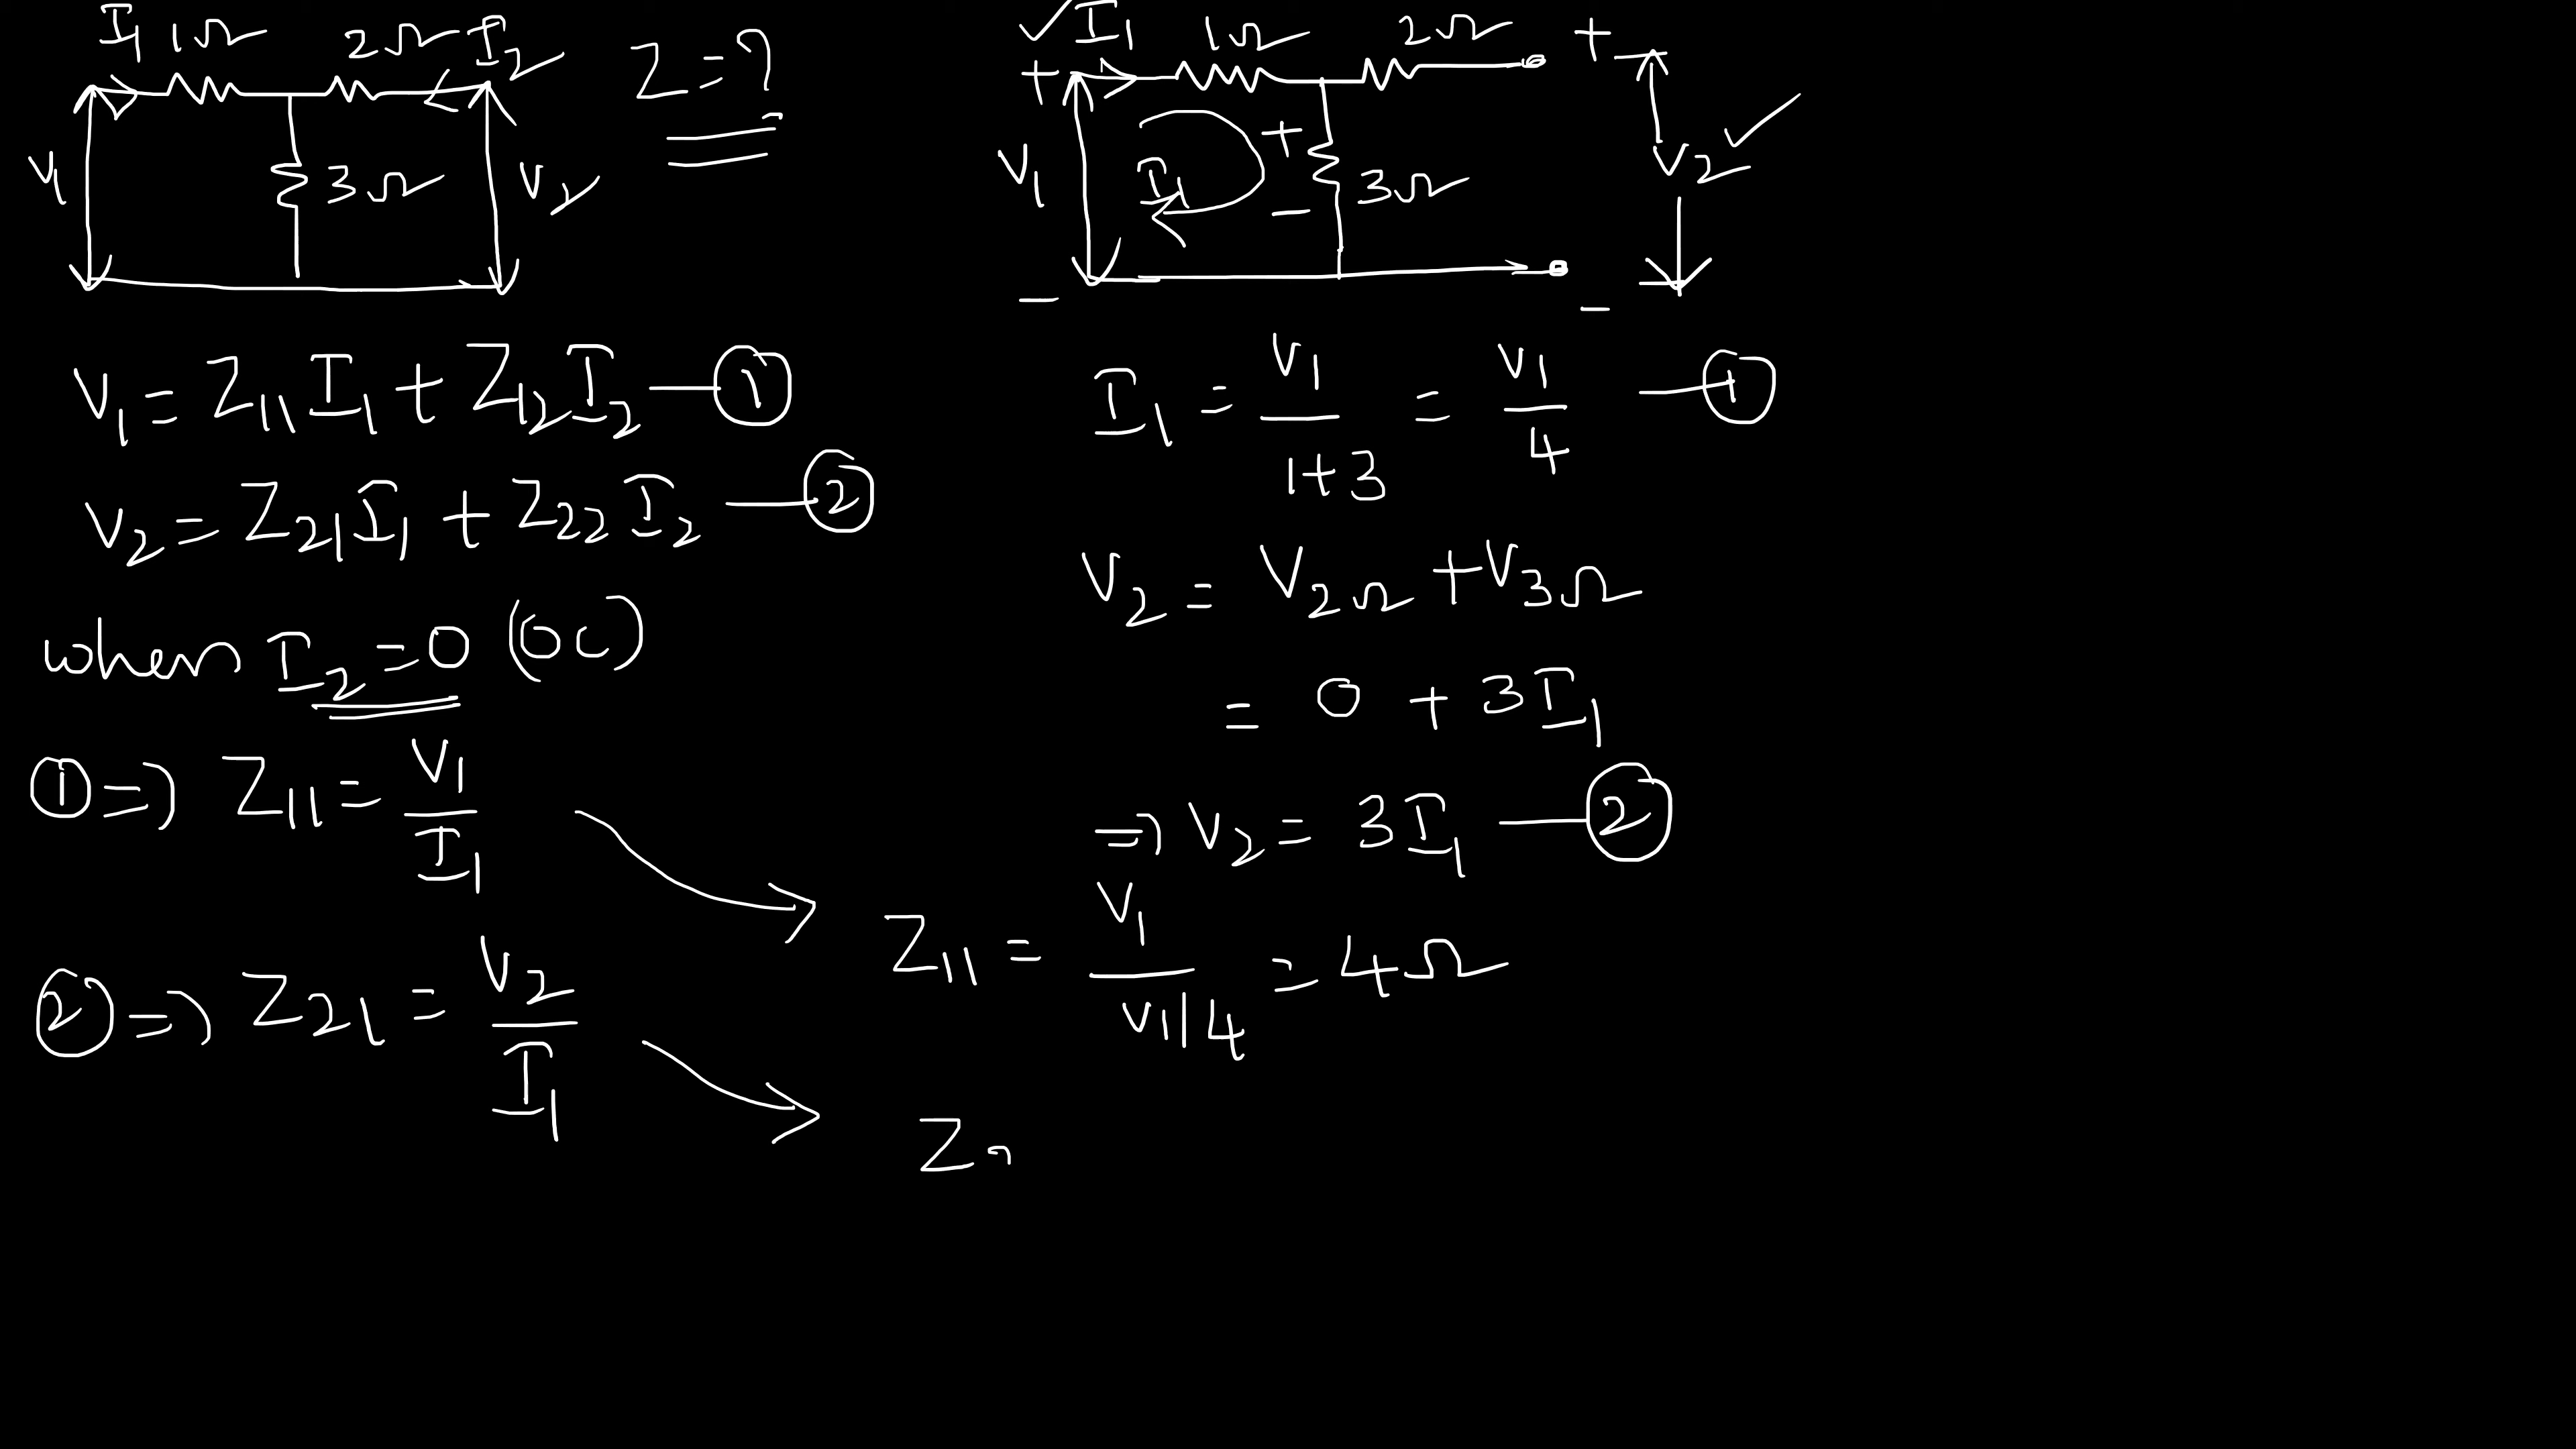 I1 1Ω 2Ω I2
Z = ?
V1 3Ω V2
V1 = Z11 I1 + Z12 I2 — ①
V2 = Z21 I1 + Z22 I2 — ②
when I2 = 0 (OC)
① ⇒ Z11 = V1/I1
② ⇒ Z21 = V2/I1
✓ I1 1Ω 2Ω +
+ V1 I1 + − 3Ω V2 ✓
− −
I1 = V1/(1+3) = V1/4 — ①
V2 = V2Ω + V3Ω
= 0 + 3I1
⇒ V2 = 3I1 — ②
Z11 = V1/(V1/4) = 4Ω
Z